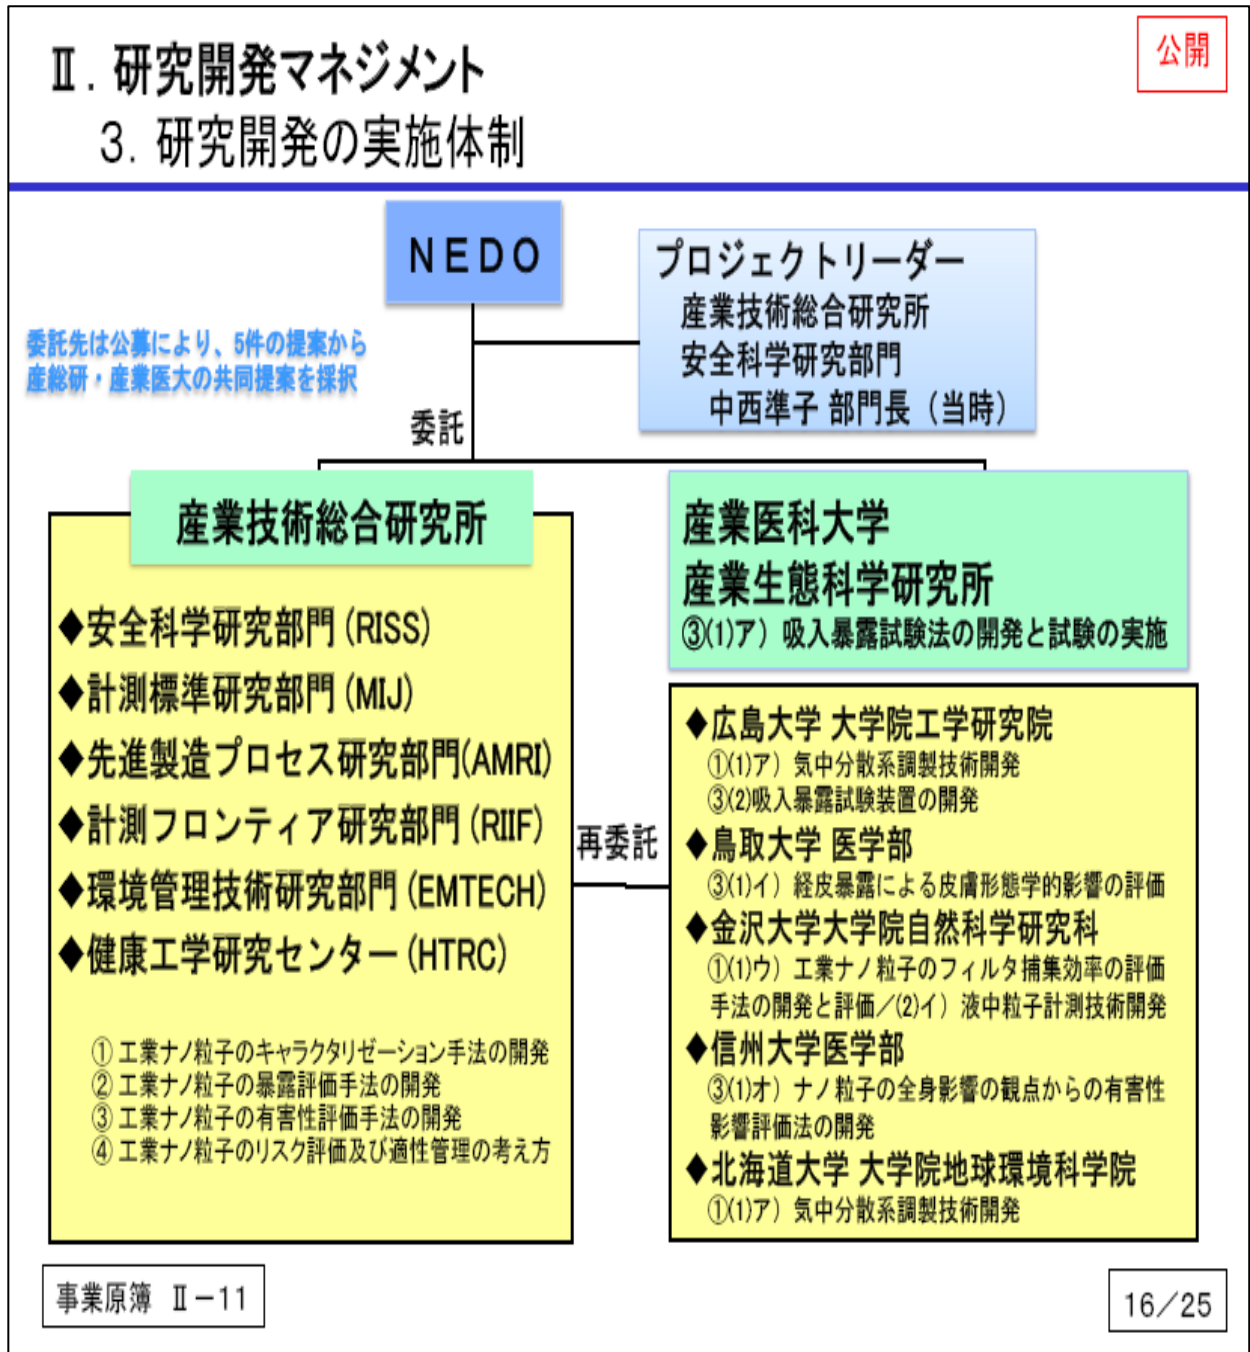 Ⅱ. 研究開発マネジメント
公開
3. 研究開発の実施体制
NEDO
プロジェクトリーダー
産業技術総合研究所
安全科学研究部門
中西準子 部門長（当時）
委託先は公募により、5件の提案から
産総研・産業医大の共同提案を採択
委託
産業技術総合研究所
◆安全科学研究部門(RISS)
◆計測標準研究部門(MIJ)
◆先進製造プロセス研究部門(AMRI)
◆計測フロンティア研究部門(RIIF)
◆環境管理技術研究部門(EMTECH)
◆健康工学研究センター(HTRC)
① 工業ナノ粒子のキャラクタリゼーション手法の開発
② 工業ナノ粒子の暴露評価手法の開発
③ 工業ナノ粒子の有害性評価手法の開発
④ 工業ナノ粒子のリスク評価及び適性管理の考え方
再委託
産業医科大学
産業生態科学研究所
③(1)ア）吸入暴露試験法の開発と試験の実施
◆広島大学 大学院工学研究院
①(1)ア）気中分散系調製技術開発
③(2)吸入暴露試験装置の開発
◆鳥取大学 医学部
③(1)イ）経皮暴露による皮膚形態学的影響の評価
◆金沢大学大学院自然科学研究科
①(1)ウ）工業ナノ粒子のフィルタ捕集効率の評価
手法の開発と評価／(2)イ）液中粒子計測技術開発
◆信州大学医学部
③(1)オ）ナノ粒子の全身影響の観点からの有害性
影響評価法の開発
◆北海道大学 大学院地球環境科学院
①(1)ア）気中分散系調製技術開発
事業原簿 Ⅱ－11
16／25